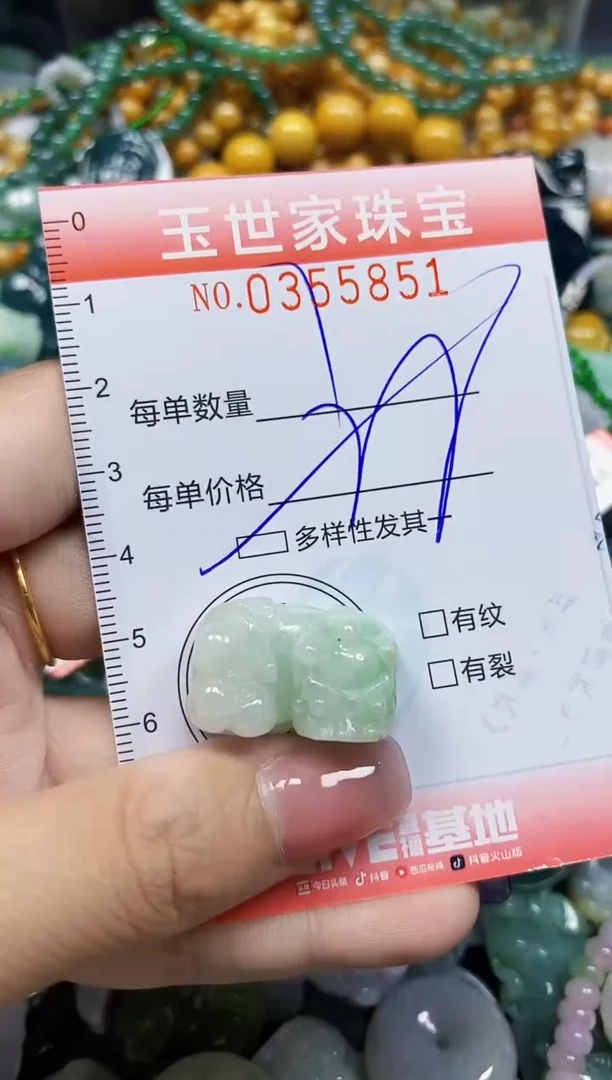 0
玉世家珠宝
NO.0355851
1
2
每单数量
3
每单价格
4
多样性发其一
5
有纹
有裂
6
基地
今日头条 抖音 西瓜视频 抖音火山版